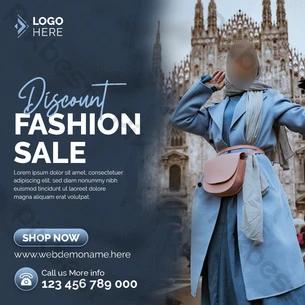 LOGO
HERE
Discount
FASHION
SALE
Lorem ipsum dolor sit amet, consectetuer
adipiscing elit, sed diam nonummy
nibh euismod tincidunt ut laoreet
dolore magna aliquam erat volutpat.
SHOP NOW
www.webdemoname.here
Call us More info
123 456 789 000